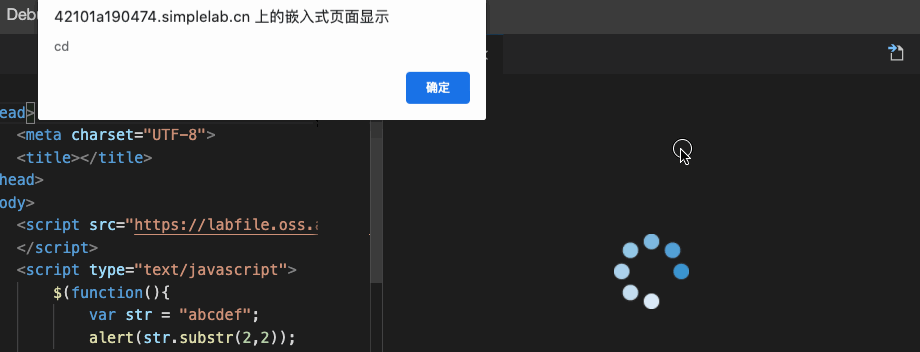 Debu
42101a190474.simplelab.cn 上的嵌入式页面显示
cd
确定
ead>
<meta charset="UTF-8">
<title></title>
head>
ody>
<script src="https://labfile.oss.a
</script>
<script type="text/javascript">
$(function(){
var str = "abcdef";
alert(str.substr(2,2));